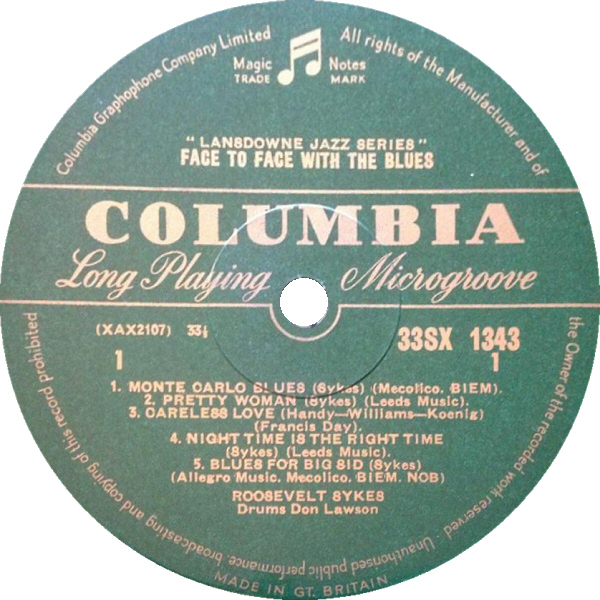 Columbia Graphophone Company Limited
All rights of the Manufacturer and of
the Owner of the recorded work reserved. Unauthorised public performance, broadcasting and copying of this record prohibited
Magic Notes
TRADE MARK
"LANSDOWNE JAZZ SERIES"
FACE TO FACE WITH THE BLUES
COLUMBIA
Long Playing Microgroove
(XAX2107) 33⅓
33SX 1343
1 1
1. MONTE CARLO BLUES (Sykes) (Mecolico. BIEM).
2. PRETTY WOMAN (Sykes) (Leeds Music).
3. CARELESS LOVE (Handy—Williams—Koenig)
(Francis Day).
4. NIGHT TIME IS THE RIGHT TIME
(Sykes) (Leeds Music).
5. BLUES FOR BIG SID (Sykes)
(Allegro Music. Mecolico. BIEM. NOB)
ROOSEVELT SYKES
Drums Don Lawson
MADE IN GT. BRITAIN